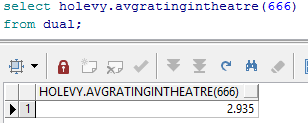 select holevy.avgratingintheatre(666)
from dual;
HOLEVY.AVGRATINGINTHEATRE(666)
1 2.935